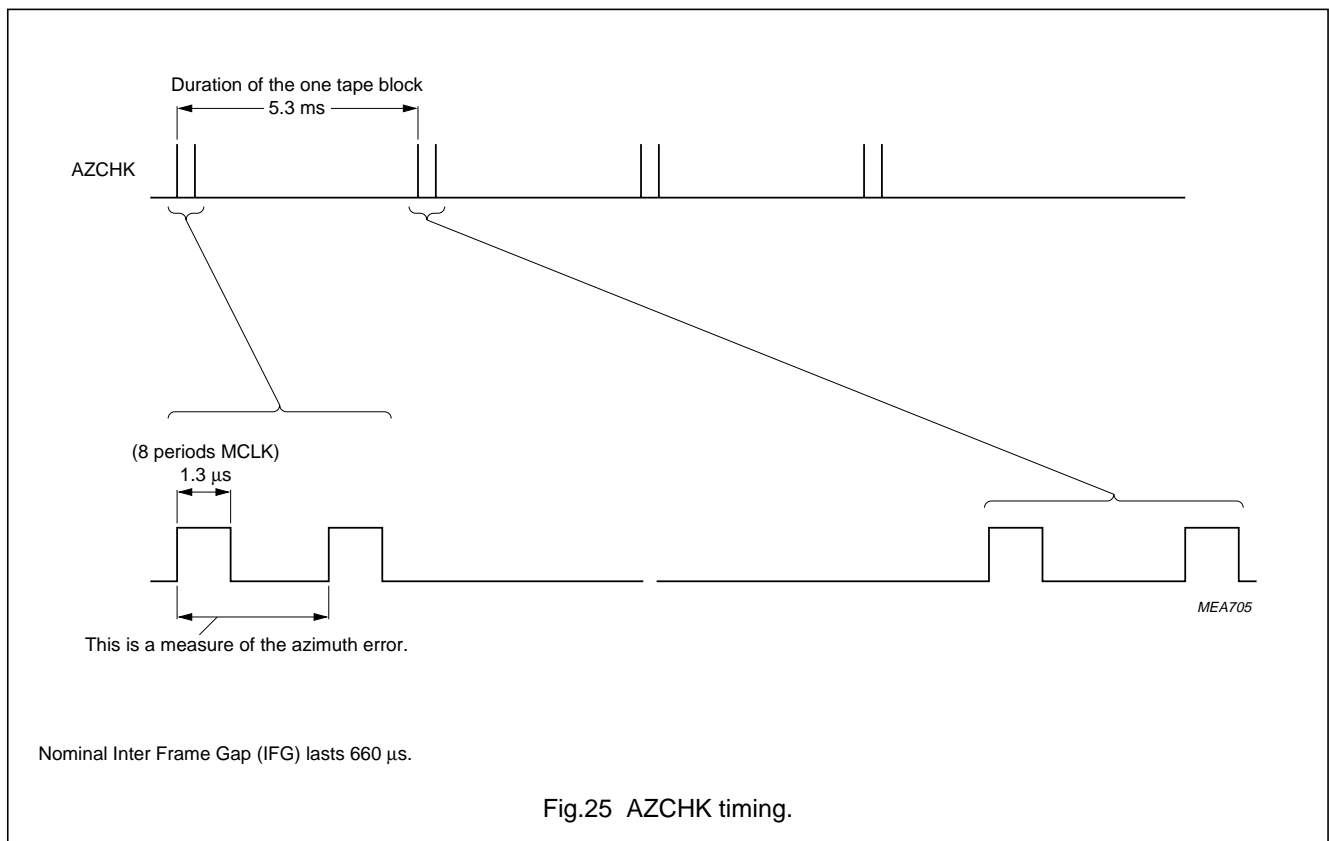 Duration of the one tape block
5.3 ms
AZCHK
(8 periods MCLK)
1.3 µs
MEA705
This is a measure of the azimuth error.
Nominal Inter Frame Gap (IFG) lasts 660 µs.
Fig.25 AZCHK timing.